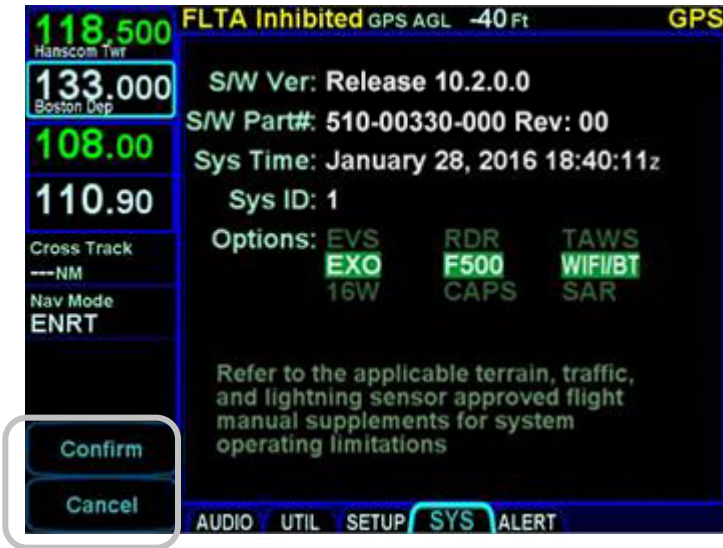 FLTA Inhibited GPS AGL -40 Ft GPS
118.500
Hanscom Twr
133.000
Boston Dep
108.00
110.90
Cross Track
---NM
Nav Mode
ENRT
Confirm
Cancel
S/W Ver: Release 10.2.0.0
S/W Part#: 510-00330-000 Rev: 00
Sys Time: January 28, 2016 18:40:11z
Sys ID: 1
Options: EVS RDR TAWS
EXO F500 WIFI/BT
16W CAPS SAR
Refer to the applicable terrain, traffic,
and lightning sensor approved flight
manual supplements for system
operating limitations
AUDIO UTIL SETUP SYS ALERT